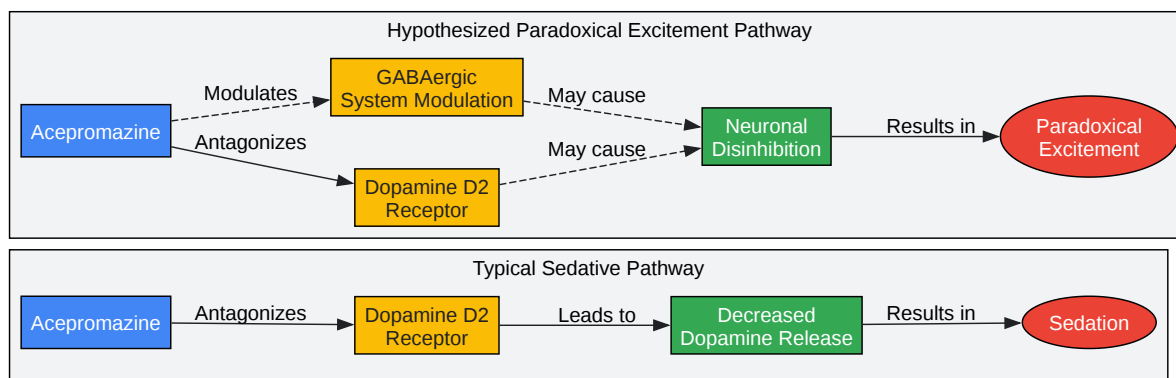 Hypothesized Paradoxical Excitement Pathway
Acepromazine
Modulates
Antagonizes
GABAergic
System Modulation
Dopamine D2
Receptor
May cause
May cause
Neuronal
Disinhibition
Results in
Paradoxical
Excitement
Typical Sedative Pathway
Acepromazine
Antagonizes
Dopamine D2
Receptor
Leads to
Decreased
Dopamine Release
Results in
Sedation